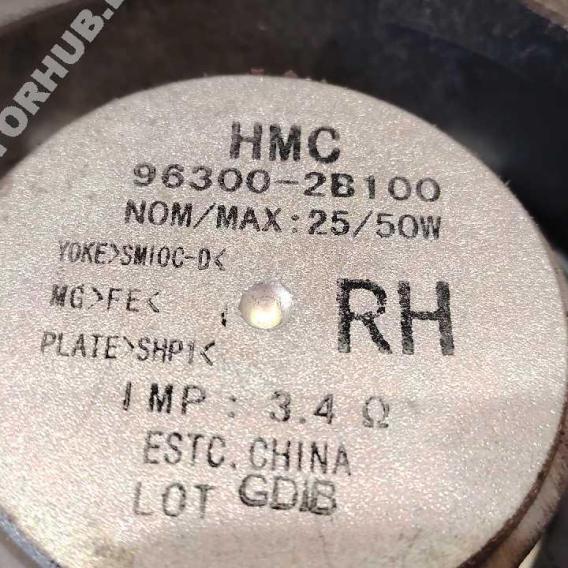 HMC
96300-2B100
NOM/MAX:25/50W
YOKE>SM10C-D<
MG>FE<
PLATE>SHP1<
RH
IMP : 3.4 Ω
ESTC.CHINA
LOT